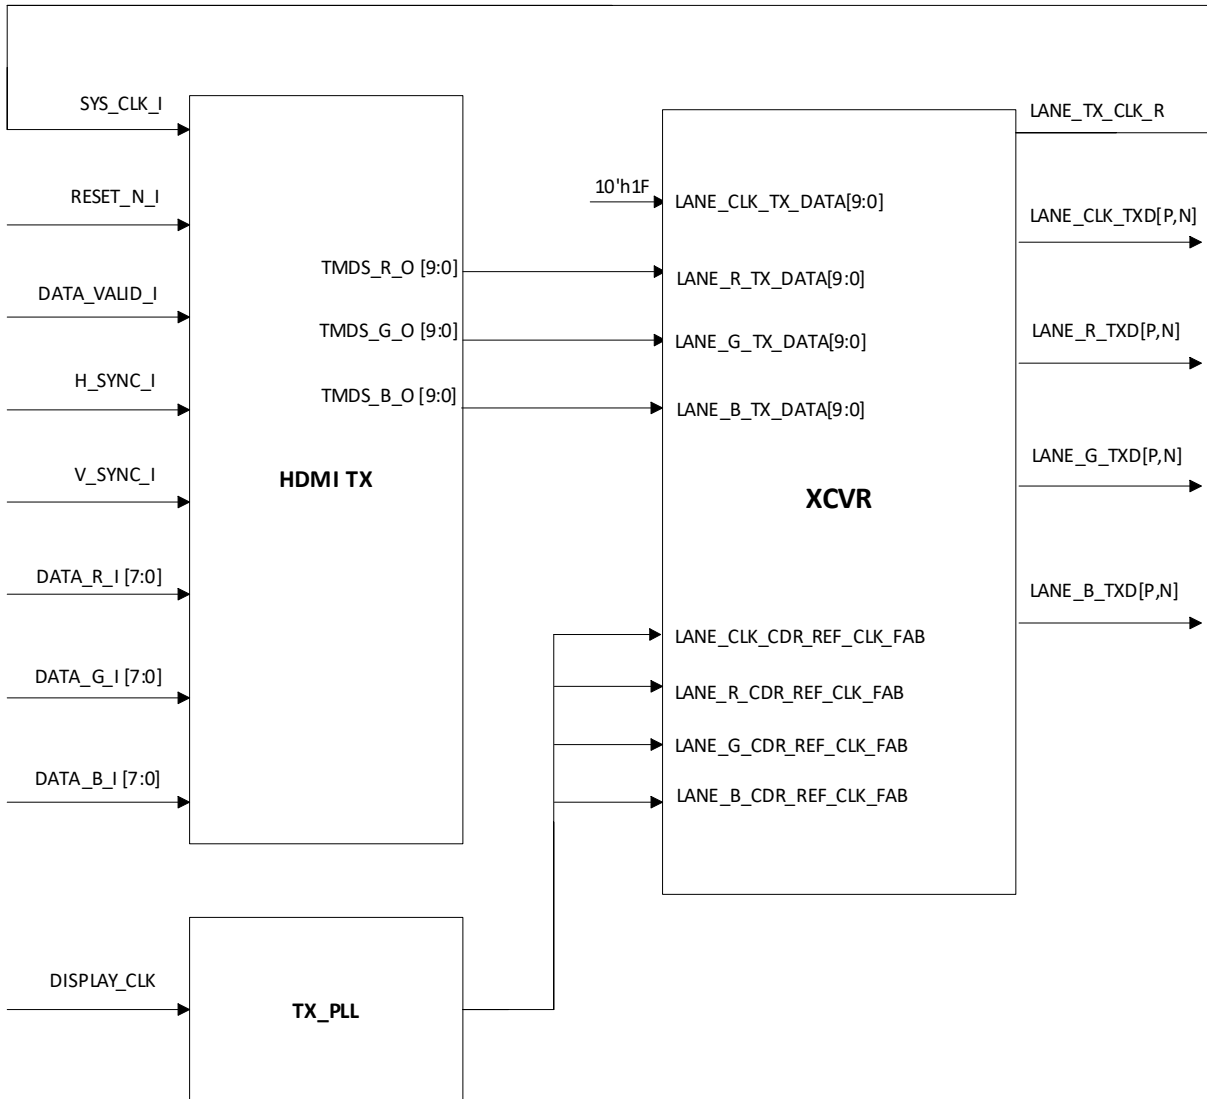 SYS_CLK_I
RESET_N_I
DATA_VALID_I
H_SYNC_I
V_SYNC_I
DATA_R_I [7:0]
DATA_G_I [7:0]
DATA_B_I [7:0]
TMDS_R_O [9:0]
TMDS_G_O [9:0]
TMDS_B_O [9:0]
HDMI TX
10'h1F
LANE_CLK_TX_DATA[9:0]
LANE_R_TX_DATA[9:0]
LANE_G_TX_DATA[9:0]
LANE_B_TX_DATA[9:0]
XCVR
LANE_CLK_CDR_REF_CLK_FAB
LANE_R_CDR_REF_CLK_FAB
LANE_G_CDR_REF_CLK_FAB
LANE_B_CDR_REF_CLK_FAB
LANE_TX_CLK_R
LANE_CLK_TXD[P,N]
LANE_R_TXD[P,N]
LANE_G_TXD[P,N]
LANE_B_TXD[P,N]
DISPLAY_CLK
TX_PLL